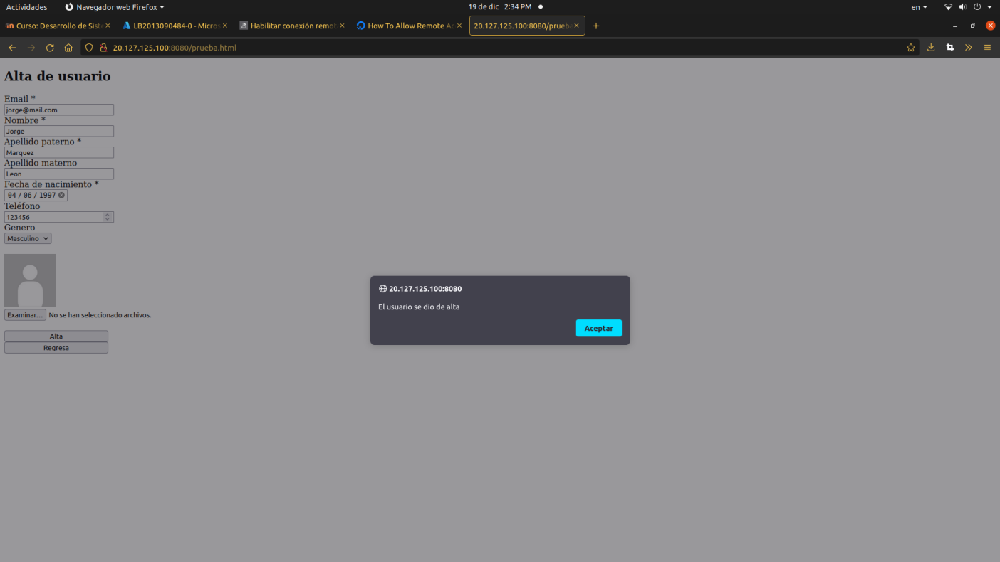 Actividades Navegador web Firefox 19 de dic 2:34 PM en
Curso: Desarrollo de Siste LB2013090484-0 - Micros Habilitar conexión remot How To Allow Remote Ac 20.127.125.100:8080/prueba
20.127.125.100:8080/prueba.html
Alta de usuario
Email *
jorge@mail.com
Nombre *
Jorge
Apellido paterno *
Marquez
Apellido materno
Leon
Fecha de nacimiento *
04 / 06 / 1997
Teléfono
123456
Genero
Masculino
Examinar... No se han seleccionado archivos.
Alta
Regresa
20.127.125.100:8080
El usuario se dio de alta
Aceptar